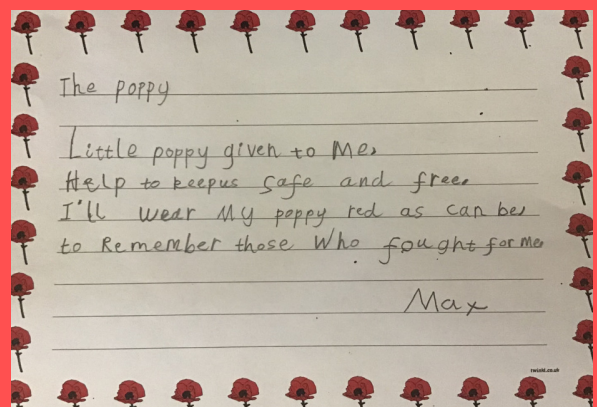 The poppy
Little poppy given to Me,
Help to keepus safe and free.
I'll wear My poppy red as can be,
to Remember those Who fought for Me.
Max
twinkl.co.uk